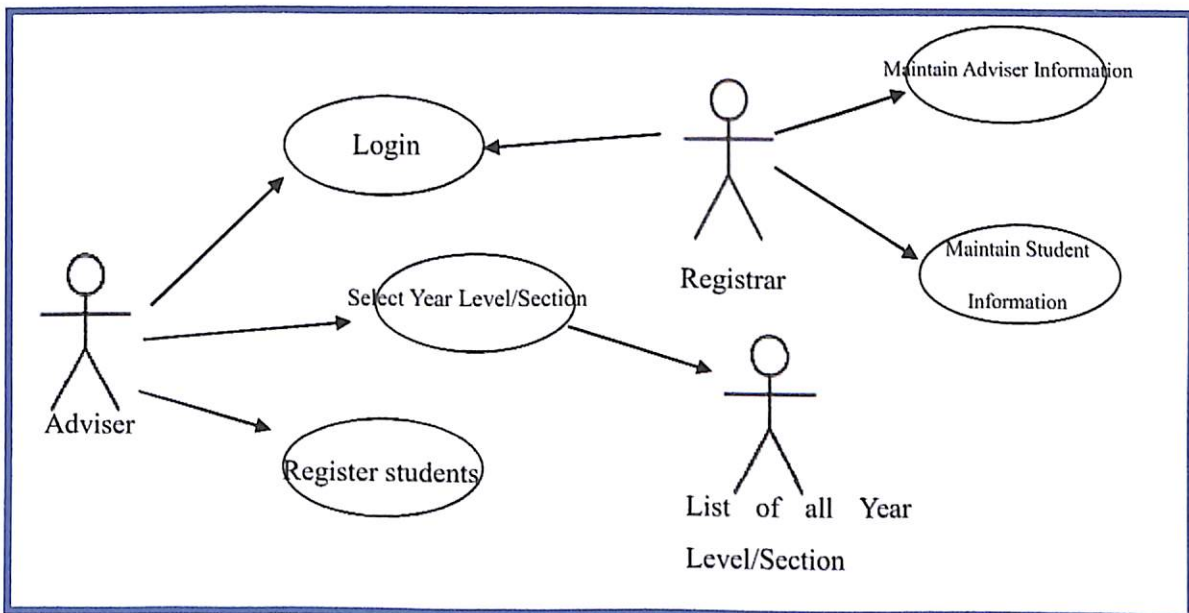 Maintain Adviser Information
Login
Registrar
Maintain Student
Information
Select Year Level/Section
Adviser
Register students
List of all Year
Level/Section